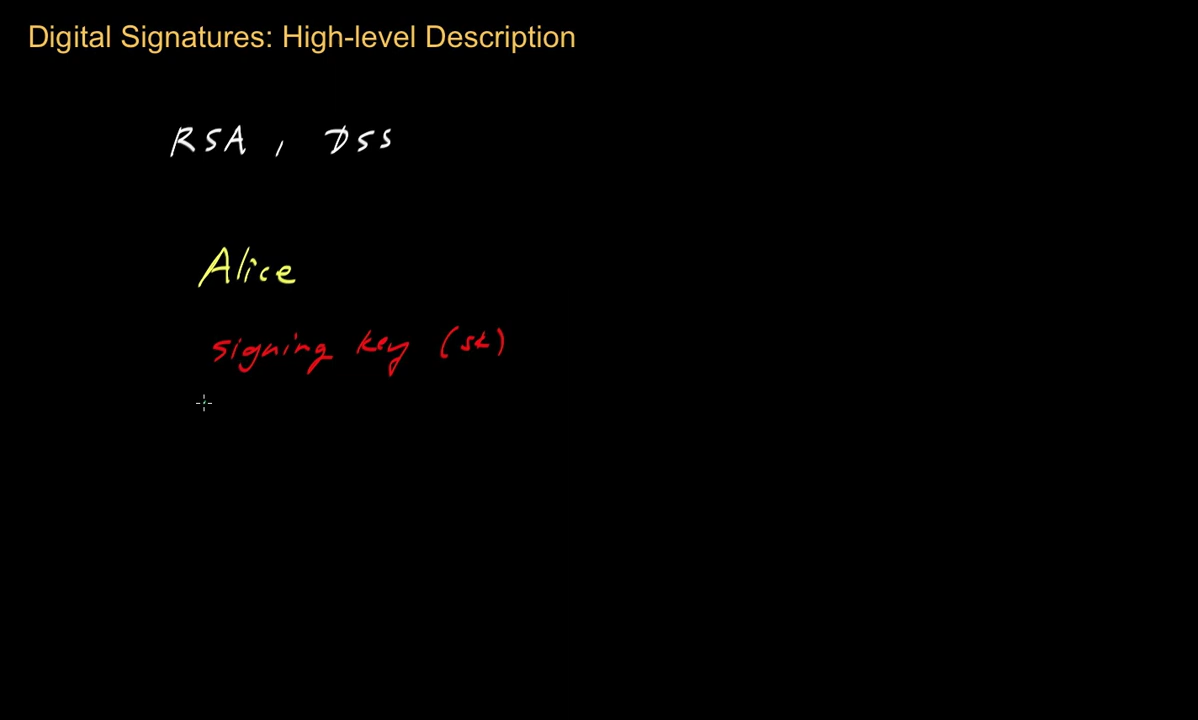 Digital Signatures: High-level Description
RSA, DSS
Alice
signing key (sk)